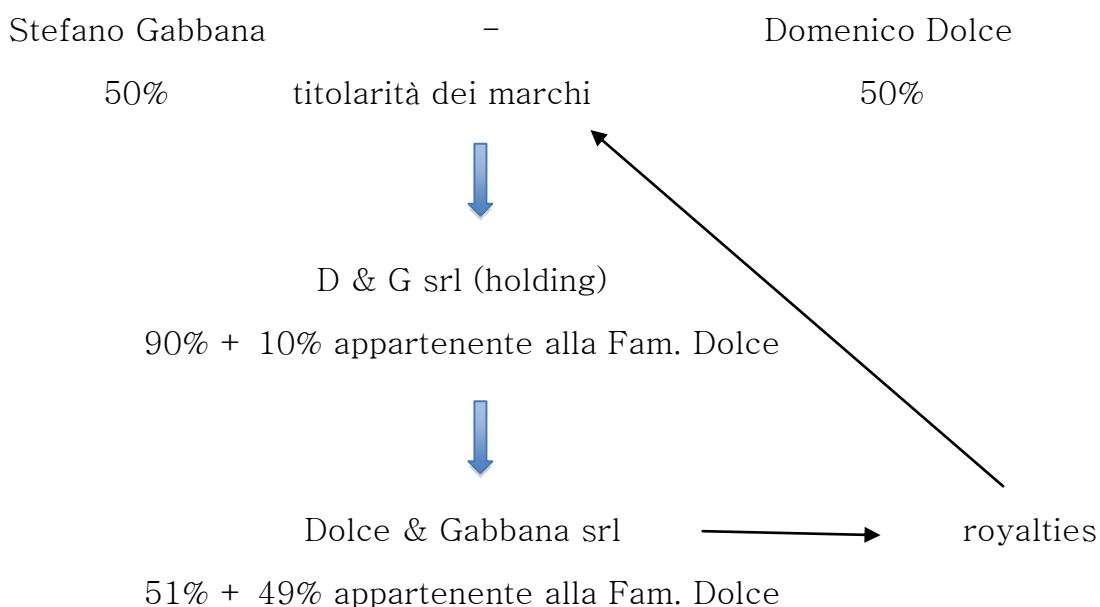 Stefano Gabbana - Domenico Dolce
50% titolarità dei marchi 50%
D & G srl (holding)
90% + 10% appartenente alla Fam. Dolce
Dolce & Gabbana srl royalties
51% + 49% appartenente alla Fam. Dolce